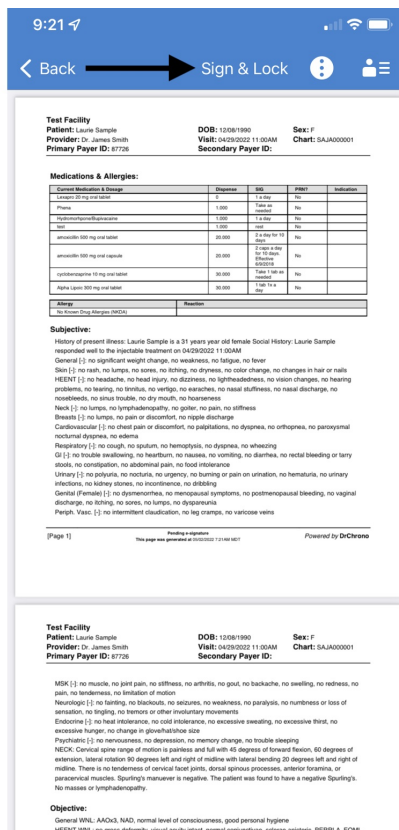 9:21
Back
Sign & Lock
Test Facility
Patient: Laurie Sample DOB: 12/08/1990 Sex: F
Provider: Dr. James Smith Visit: 04/29/2022 11:00AM Chart: SAJA000001
Primary Payer ID: 87726 Secondary Payer ID:
Medications & Allergies:
Current Medication & Dosage Dispense SIG PRN? Indication
Lexapro 20 mg oral tablet 0 1 a day No
Phena 1.000 Take as needed No
Hydromorhpone/Bupivacaine 1.000 1 a day No
test 1.000 rest No
amoxicillin 500 mg oral tablet 20.000 2 a day for 10 days No
amoxicillin 500 mg oral capsule 20.000 2 caps a day for 10 days. Effective 6/9/2018 No
cyclobenzaprine 10 mg oral tablet 30.000 Take 1 tab as needed No
Alpha Lipoic 300 mg oral tablet 30.000 1 tab 1x a day No
Allergy Reaction
No Known Drug Allergies (NKDA)
Subjective:
History of present illness: Laurie Sample is a 31 years year old female Social History: Laurie Sample
responded well to the injectable treatment on 04/29/2022 11:00AM
General [-]: no significant weight change, no weakness, no fatigue, no fever
Skin [-]: no rash, no lumps, no sores, no itching, no dryness, no color change, no changes in hair or nails
HEENT [-]: no headache, no head injury, no dizziness, no lightheadedness, no vision changes, no hearing
problems, no tearing, no tinnitus, no vertigo, no earaches, no nasal stuffiness, no nasal discharge, no
nosebleeds, no sinus trouble, no dry mouth, no hoarseness
Neck [-]: no lumps, no lymphadenopathy, no goiter, no pain, no stiffness
Breasts [-]: no lumps, no pain or discomfort, no nipple discharge
Cardiovascular [-]: no chest pain or discomfort, no palpitations, no dyspnea, no orthopnea, no paroxysmal
nocturnal dyspnea, no edema
Respiratory [-]: no cough, no sputum, no hemoptysis, no dyspnea, no wheezing
GI [-]: no trouble swallowing, no heartburn, no nausea, no vomiting, no diarrhea, no rectal bleeding or tarry
stools, no constipation, no abdominal pain, no food intolerance
Urinary [-]: no polyuria, no nocturia, no urgency, no burning or pain on urination, no hematuria, no urinary
infections, no kidney stones, no incontinence, no dribbling
Genital (Female) [-]: no dysmenorrhea, no menopausal symptoms, no postmenopausal bleeding, no vaginal
discharge, no itching, no sores, no lumps, no dyspareunia
Periph. Vasc. [-]: no intermittent claudication, no leg cramps, no varicose veins
[Page 1] Pending e-signature Powered by DrChrono
This page was generated at 05/02/2022 7:21AM MDT
Test Facility
Patient: Laurie Sample DOB: 12/08/1990 Sex: F
Provider: Dr. James Smith Visit: 04/29/2022 11:00AM Chart: SAJA000001
Primary Payer ID: 87726 Secondary Payer ID:
MSK [-]: no muscle, no joint pain, no stiffness, no arthritis, no gout, no backache, no swelling, no redness, no
pain, no tenderness, no limitation of motion
Neurologic [-]: no fainting, no blackouts, no seizures, no weakness, no paralysis, no numbness or loss of
sensation, no tingling, no tremors or other involuntary movements
Endocrine [-]: no heat intolerance, no cold intolerance, no excessive sweating, no excessive thirst, no
excessive hunger, no change in glove/hat/shoe size
Psychiatric [-]: no nervousness, no depression, no memory change, no trouble sleeping
NECK: Cervical spine range of motion is painless and full with 45 degrees of forward flexion, 60 degrees of
extension, lateral rotation 90 degrees left and right of midline with lateral bending 20 degrees left and right of
midline. There is no tenderness of cervical facet joints, dorsal spinous processes, anterior foramina, or
paracervical muscles. Spurling's maneuver is negative. The patient was found to have a negative Spurling's.
No masses or lymphadenopathy.
Objective:
General WNL: AAOx3, NAD, normal level of consciousness, good personal hygiene